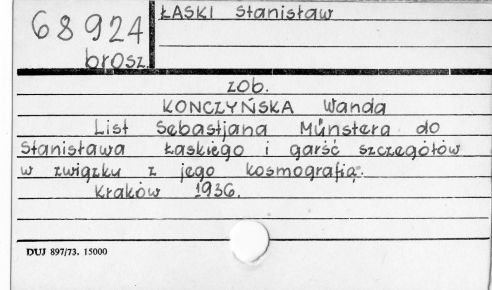 68924
brosz.
ŁASKI Stanisław
zob.
KONCZYŃSKA Wanda
List Sebastjana Münstera do
Stanisława Łaskiego i garść szczegółów
w związku z jego kosmografią.
Kraków 1936.
DUJ 897/73. 15000